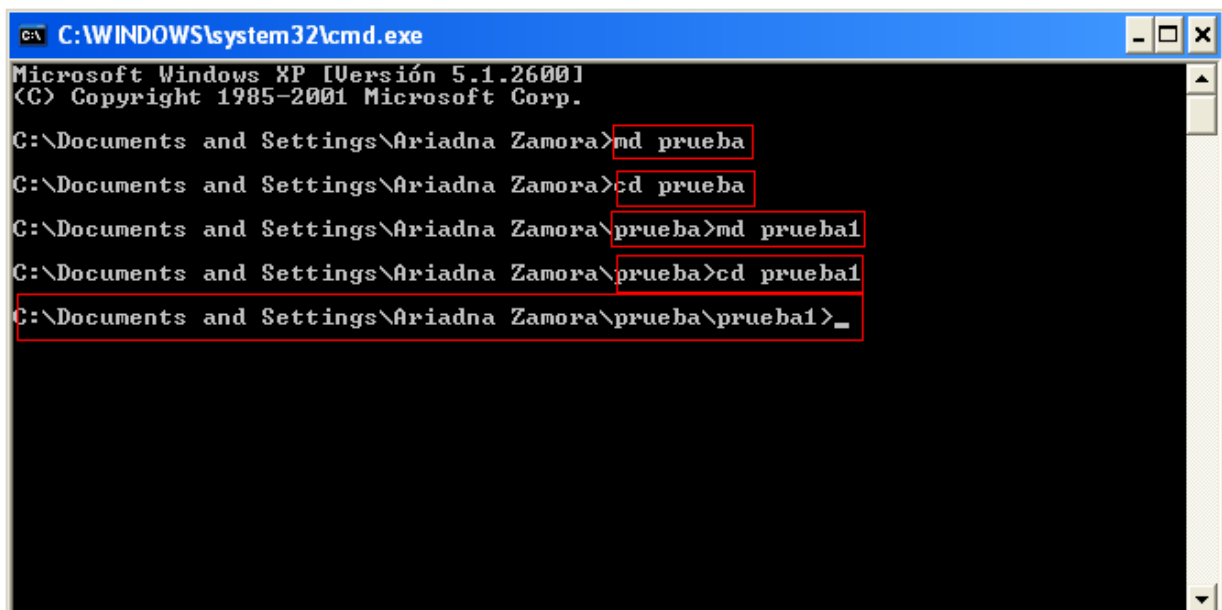 C:\ C:\WINDOWS\system32\cmd.exe
Microsoft Windows XP [Versión 5.1.2600]
(C) Copyright 1985-2001 Microsoft Corp.
C:\Documents and Settings\Ariadna Zamora>md prueba
C:\Documents and Settings\Ariadna Zamora>cd prueba
C:\Documents and Settings\Ariadna Zamora\prueba>md prueba1
C:\Documents and Settings\Ariadna Zamora\prueba>cd prueba1
C:\Documents and Settings\Ariadna Zamora\prueba\prueba1>_